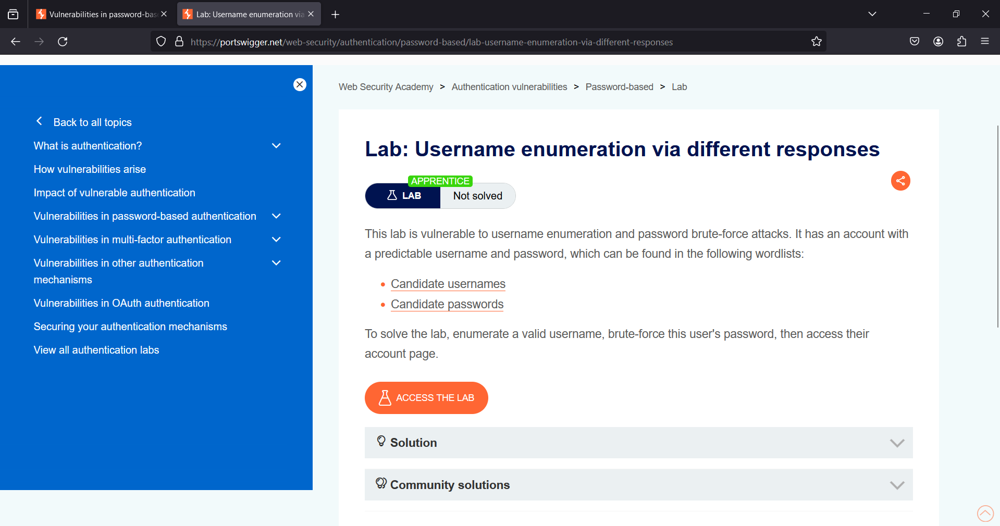 Vulnerabilities in password-bas
Lab: Username enumeration via
https://portswigger.net/web-security/authentication/password-based/lab-username-enumeration-via-different-responses
Back to all topics
What is authentication?
How vulnerabilities arise
Impact of vulnerable authentication
Vulnerabilities in password-based authentication
Vulnerabilities in multi-factor authentication
Vulnerabilities in other authentication
mechanisms
Vulnerabilities in OAuth authentication
Securing your authentication mechanisms
View all authentication labs
Web Security Academy > Authentication vulnerabilities > Password-based > Lab
Lab: Username enumeration via different responses
APPRENTICE
LAB Not solved
This lab is vulnerable to username enumeration and password brute-force attacks. It has an account with
a predictable username and password, which can be found in the following wordlists:
• Candidate usernames
• Candidate passwords
To solve the lab, enumerate a valid username, brute-force this user's password, then access their
account page.
ACCESS THE LAB
Solution
Community solutions